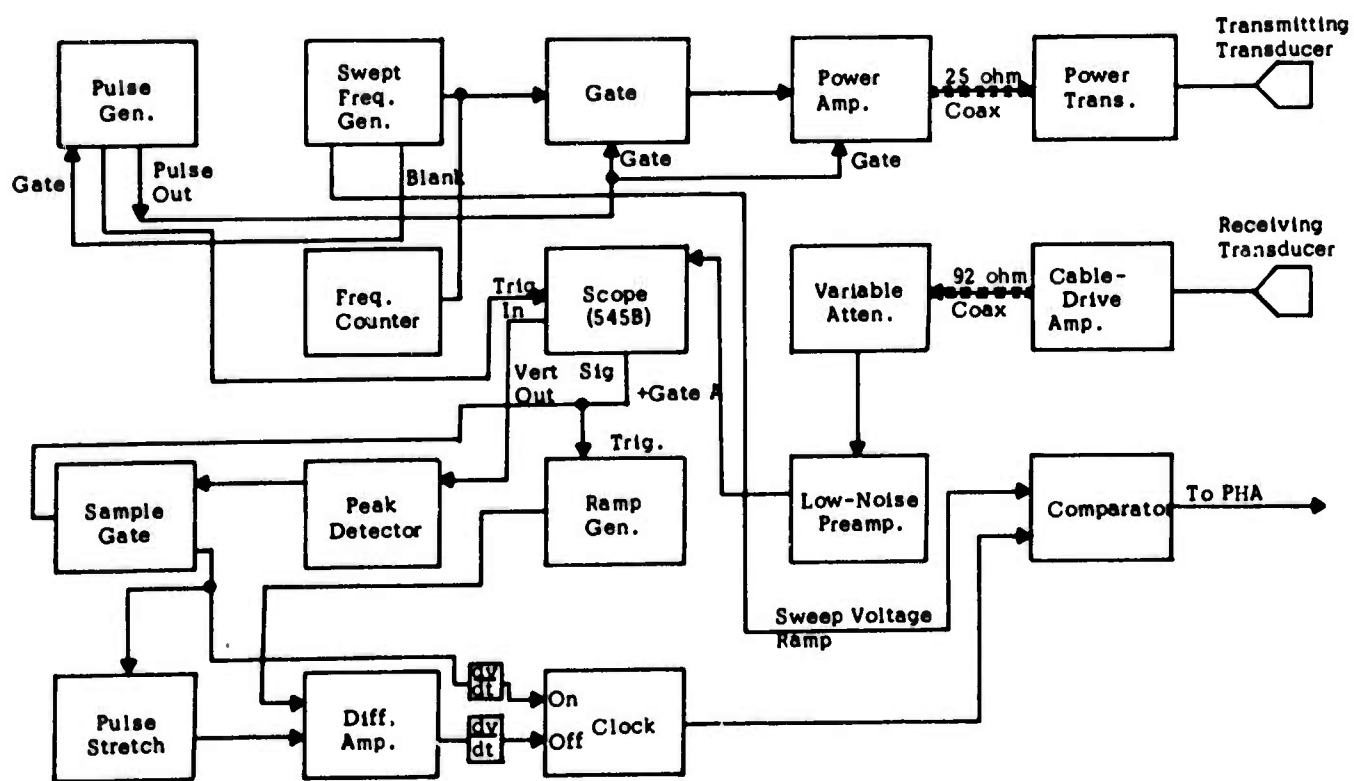 Transmitting
Transducer
Pulse
Gen.
Swept
Freq.
Gen.
Gate
Power
Amp.
25 ohm
Coax
Power
Trans.
Gate
Pulse
Out
Blank
Gate
Gate
Receiving
Transducer
Freq.
Counter
Trig
In
Scope
(545B)
Variable
Atten.
92 ohm
Coax
Cable-
Drive
Amp.
Vert Sig
Out
+Gate A
Trig.
Sample
Gate
Peak
Detector
Ramp
Gen.
Low-Noise
Preamp.
Comparator
To PHA
Sweep Voltage
Ramp
Pulse
Stretch
Diff.
Amp.
dv
dt
dv
dt
On
Off
Clock